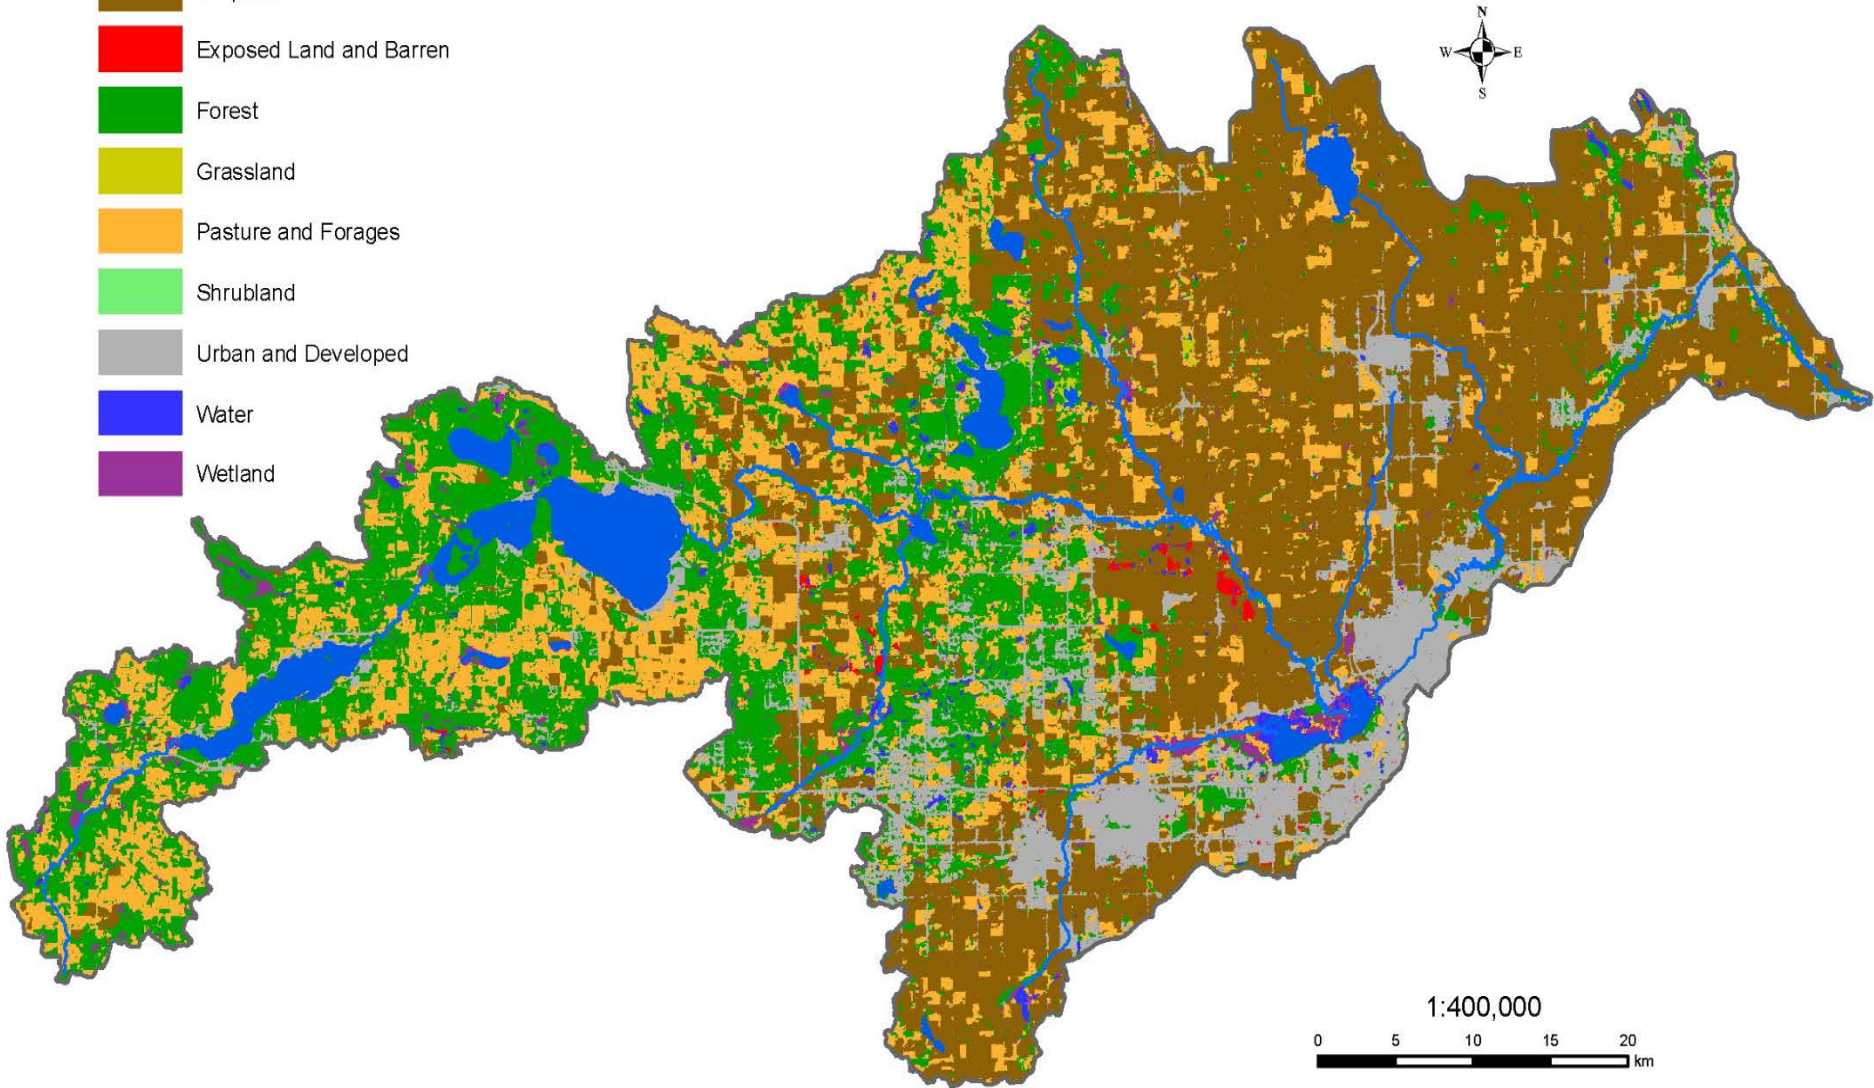 Exposed Land and Barren
Forest
Grassland
Pasture and Forages
Shrubland
Urban and Developed
Water
Wetland
N
W E
S
1:400,000
0 5 10 15 20
km